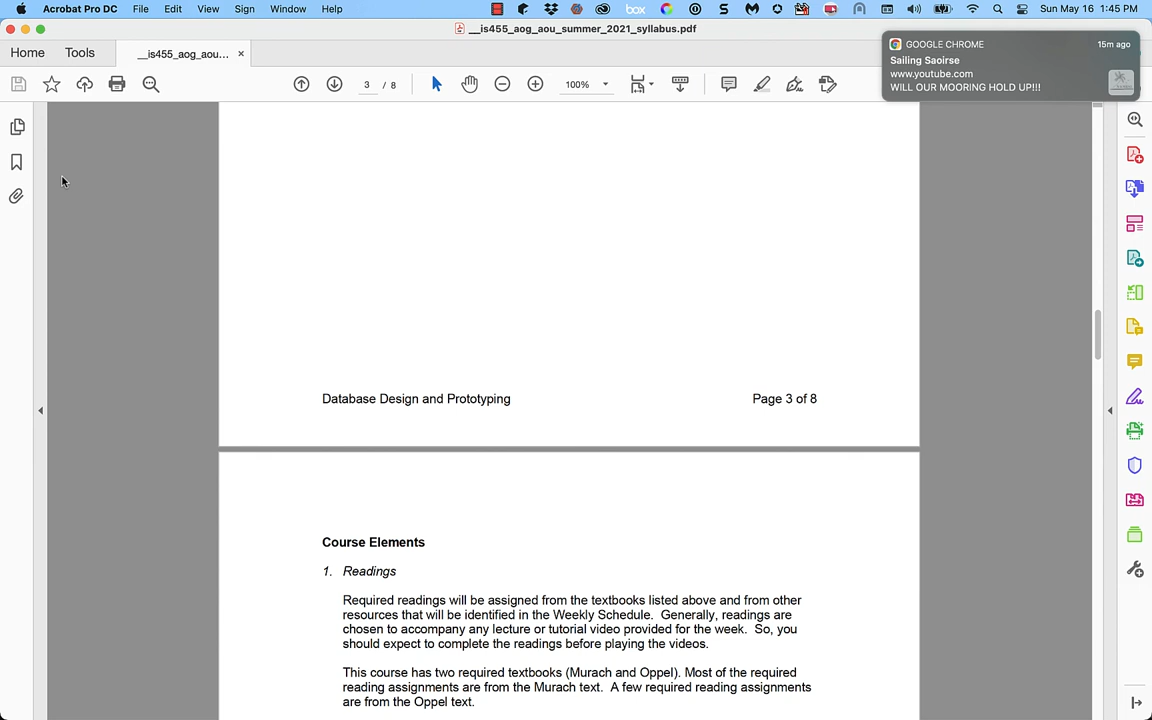 Acrobat Pro DC File Edit View Sign Window Help box Sun May 16 1:45 PM
__is455_aog_aou_summer_2021_syllabus.pdf
Home Tools __is455_aog_aou... ×
GOOGLE CHROME 15m ago
Sailing Saoirse
www.youtube.com
WILL OUR MOORING HOLD UP!!!
3 / 8 100%
Database Design and Prototyping Page 3 of 8
Course Elements
1. Readings
Required readings will be assigned from the textbooks listed above and from other
resources that will be identified in the Weekly Schedule. Generally, readings are
chosen to accompany any lecture or tutorial video provided for the week. So, you
should expect to complete the readings before playing the videos.
This course has two required textbooks (Murach and Oppel). Most of the required
reading assignments are from the Murach text. A few required reading assignments
are from the Oppel text.